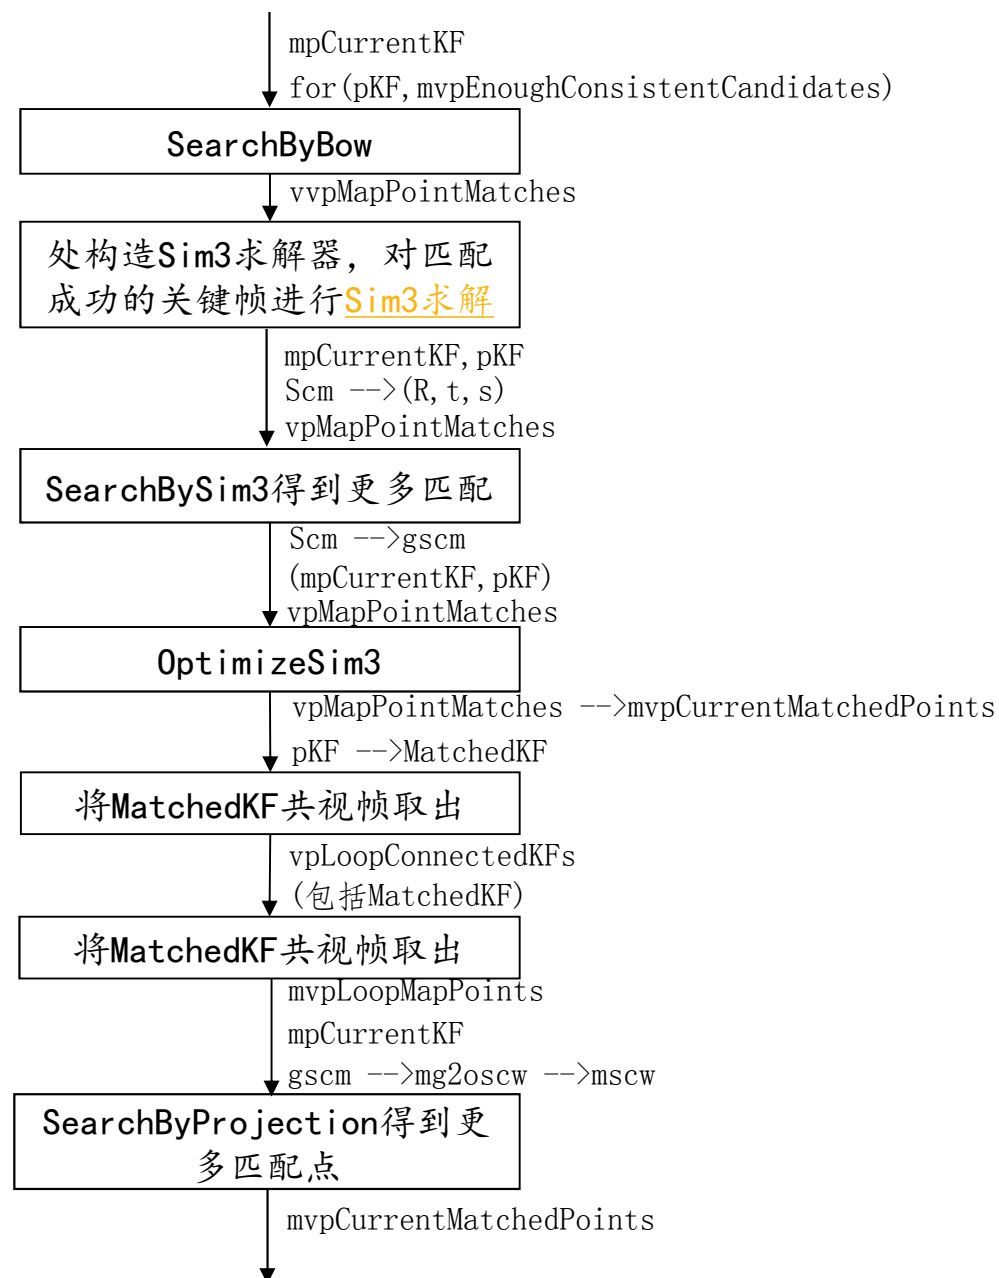 mpCurrentKF
for(pKF,mvpEnoughConsistentCandidates)
SearchByBow
vvpMapPointMatches
处构造Sim3求解器，对匹配
成功的关键帧进行Sim3求解
mpCurrentKF,pKF
Scm -->(R,t,s)
vpMapPointMatches
SearchBySim3得到更多匹配
Scm -->gscm
(mpCurrentKF,pKF)
vpMapPointMatches
OptimizeSim3
vpMapPointMatches -->mvpCurrentMatchedPoints
pKF -->MatchedKF
将MatchedKF共视帧取出
vpLoopConnectedKFs
(包括MatchedKF)
将MatchedKF共视帧取出
mvpLoopMapPoints
mpCurrentKF
gscm -->mg2oscw -->mscw
SearchByProjection得到更
多匹配点
mvpCurrentMatchedPoints